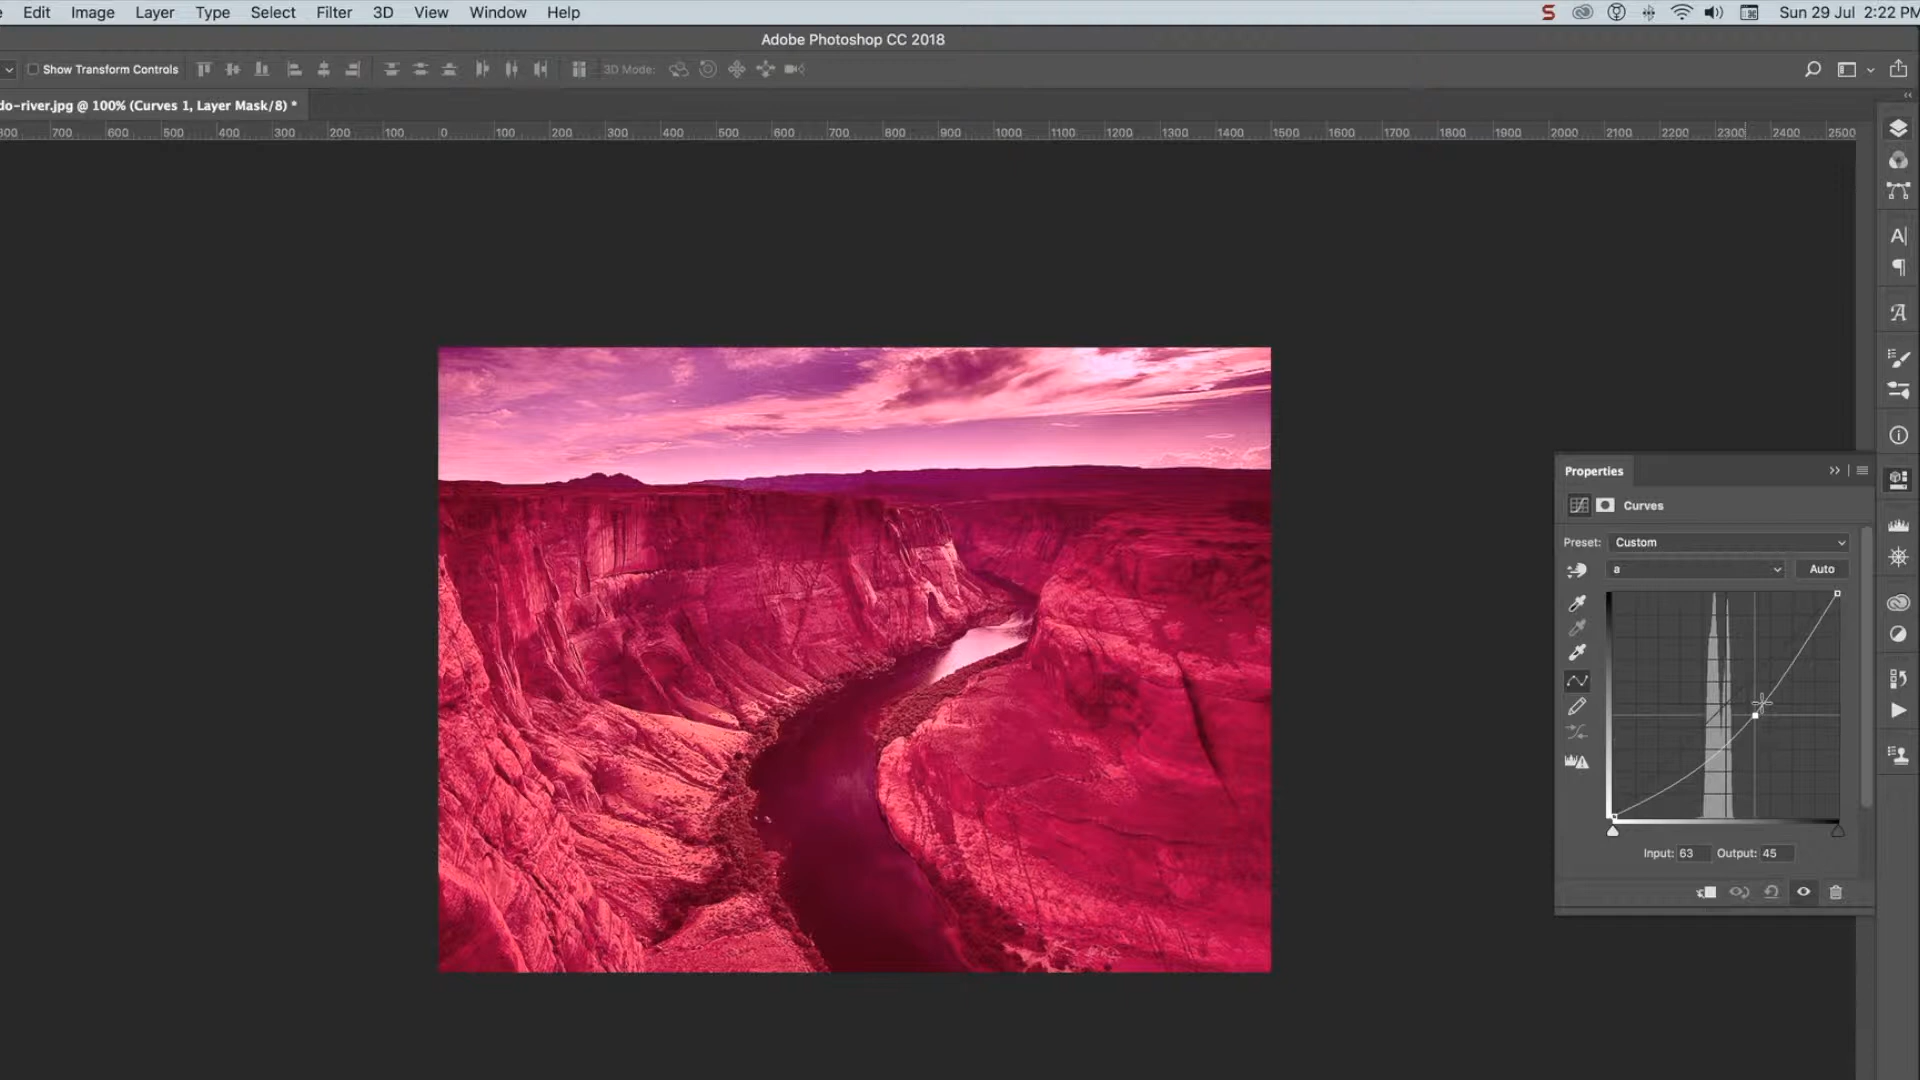 Edit Image Layer Type Select Filter 3D View Window Help Sun 29 Jul 2:22 PM
Adobe Photoshop CC 2018
Show Transform Controls 3D Mode:
do-river.jpg @ 100% (Curves 1, Layer Mask/8) *
800 700 600 500 400 300 200 100 0 100 200 300 400 500 600 700 800 900 1000 1100 1200 1300 1400 1500 1600 1700 1800 1900 2000 2100 2200 2300 2400 2500
Properties
Curves
Preset: Custom
a Auto
Input: 63 Output: 45